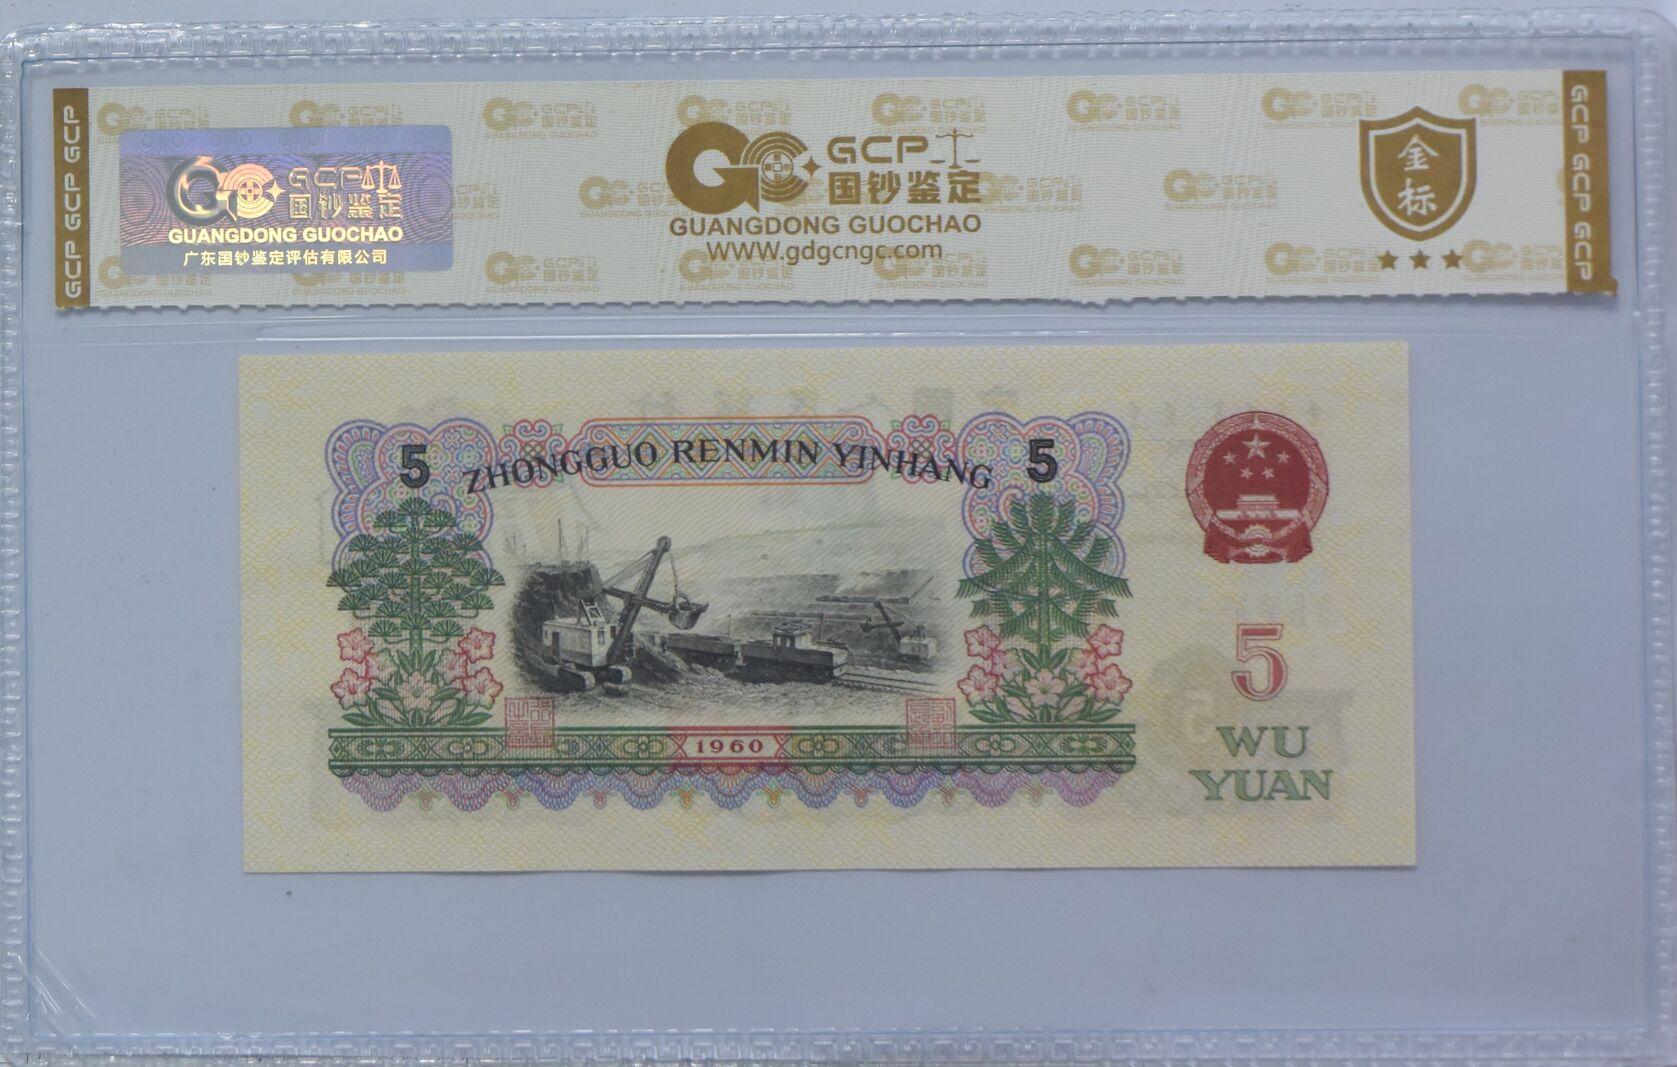 GCP GCP GCP
GCP
国钞鉴定
GUANGDONG GUOCHAO
广东国钞鉴定评估有限公司
GCP
国钞鉴定
GUANGDONG GUOCHAO
WWW.gdgcngc.com
金标
GCP GCP GCP
5
ZHONGGUO RENMIN YINHANG
5
1960
5
WU
YUAN